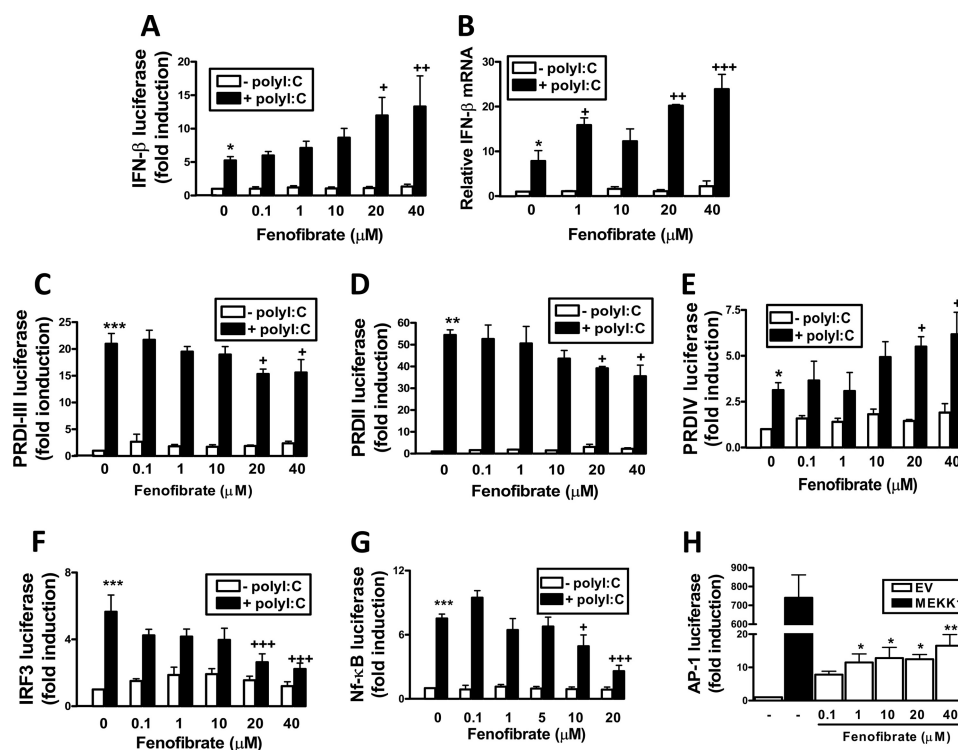 A
IFN-β luciferase
(fold induction)
20
15
10
5
0
- polyI:C
+ polyI:C
*
+
++
0 0.1 1 10 20 40
Fenofibrate (μM)
B
Relative IFN-β mRNA
30
20
10
0
- polyI:C
+ polyI:C
*
+
++
+++
0 1 10 20 40
Fenofibrate (μM)
C
PRDI-III luciferase
(fold ionduction)
25
20
15
10
5
0
- polyI:C
+ polyI:C
***
+
+
0 0.1 1 10 20 40
Fenofibrate (μM)
D
PRDII luciferase
(fold induction)
60
50
40
30
20
10
0
- polyI:C
+ polyI:C
**
+
+
0 0.1 1 10 20 40
Fenofibrate (μM)
E
PRDIV luciferase
(fold induction)
7.5
5.0
2.5
0.0
- polyI:C
+ polyI:C
*
+
+
0 0.1 1 10 20 40
Fenofibrate (μM)
F
IRF3 luciferase
(fold induction)
8
4
0
- polyI:C
+ polyI:C
***
+++
+++
0 0.1 1 10 20 40
Fenofibrate (μM)
G
Nf-κB luciferase
(fold induction)
12
8
4
0
- polyI:C
+ polyI:C
***
+
+++
0 0.1 1 5 10 20
Fenofibrate (μM)
H
AP-1 luciferase
(fold induction)
900
800
700
600
20
10
0
EV
*
*
*
**
- - 0.1 1 10 20 40
Fenofibrate (μM)